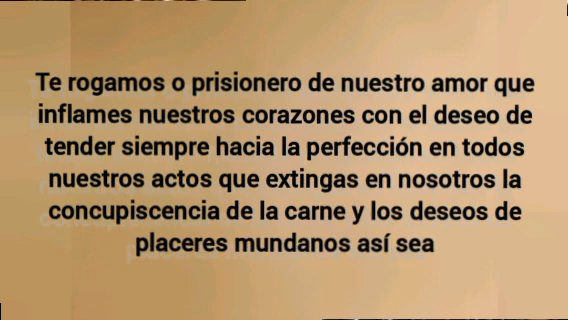 Te rogamos o prisionero de nuestro amor que
inflames nuestros corazones con el deseo de
tender siempre hacia la perfección en todos
nuestros actos que extingas en nosotros la
concupiscencia de la carne y los deseos de
placeres mundanos así sea